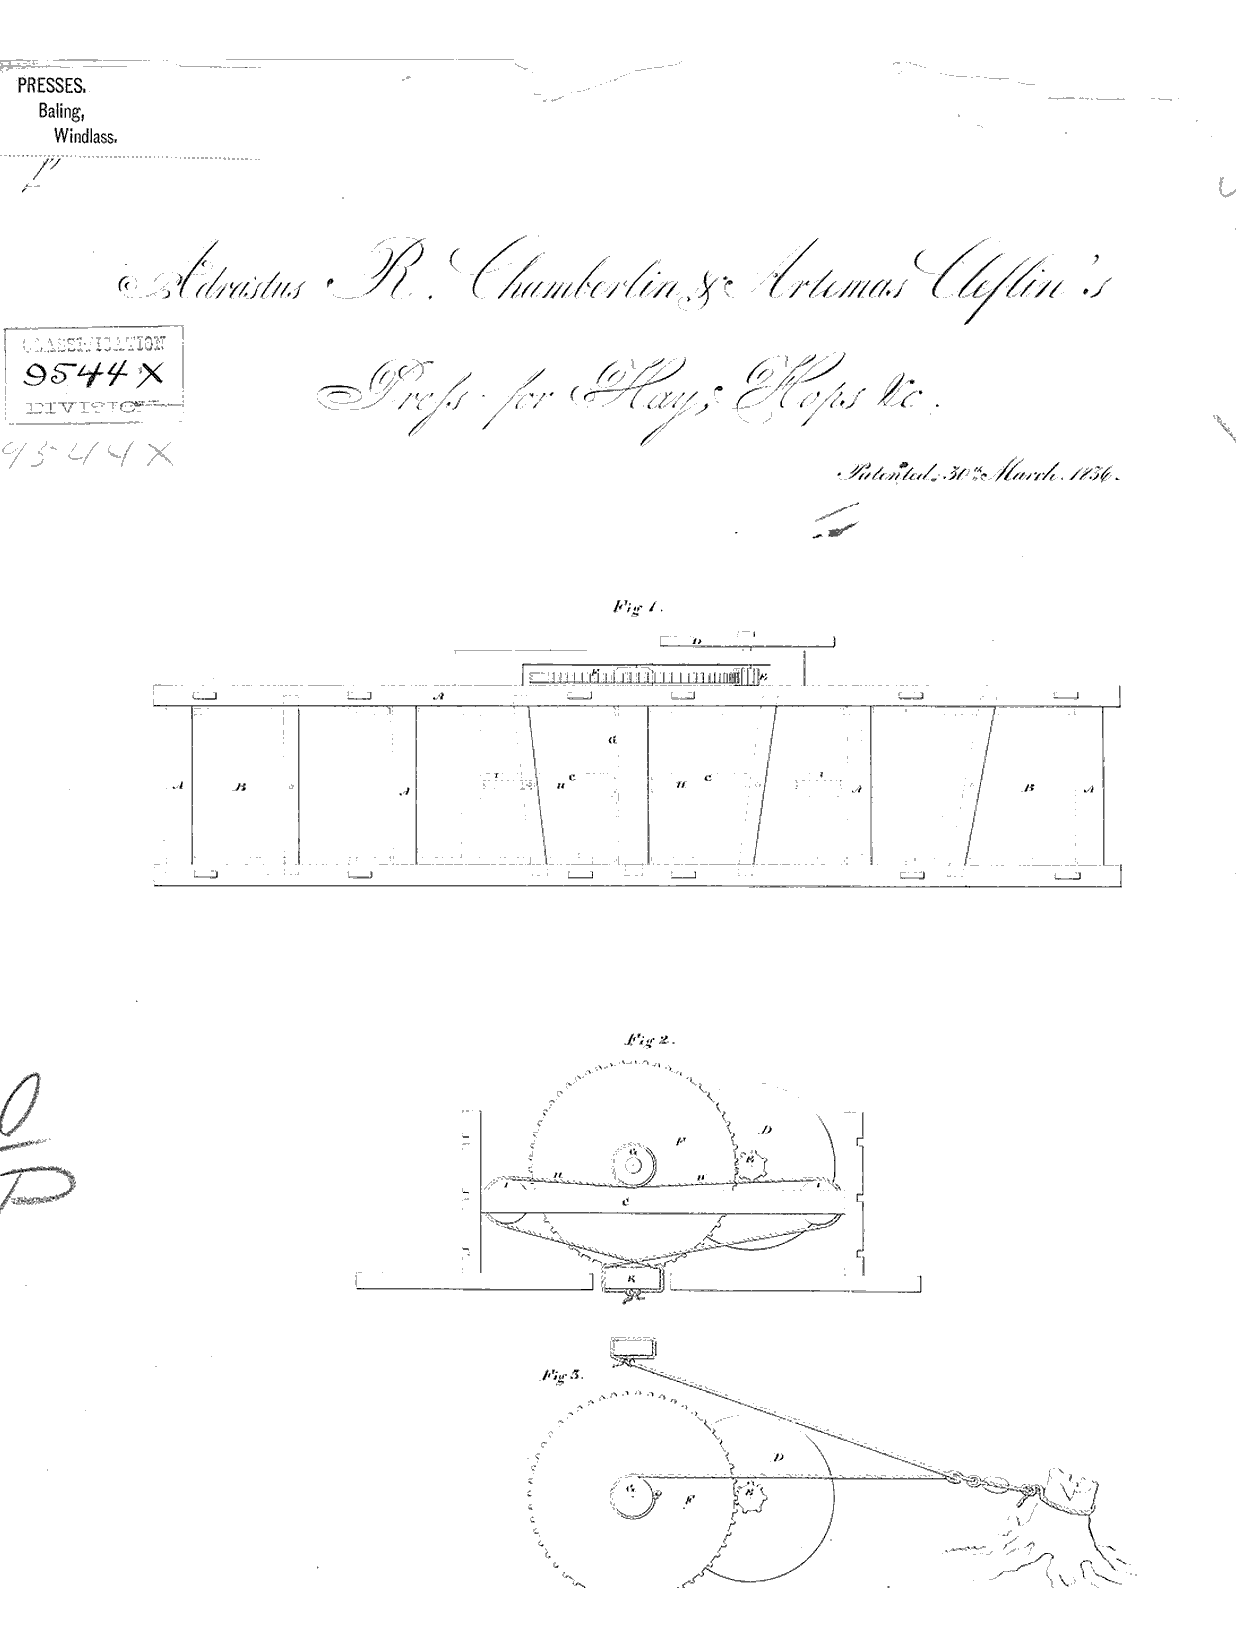 PRESSES.
Baling,
Windlass.
Adrastus R. Chamberlin, & Artemas Cleflin's
CLASSIFICATION
9544X
DIVISION
Press for Hay, Hops &c.
9544X
Patented; 30th March. 1836.
Fig 1.
D
F E
A
G
A B A I H C H C I A B A
Fig 2.
F D
G E
H H
I I
C
K
Fig 3.
D
G F E
O
P